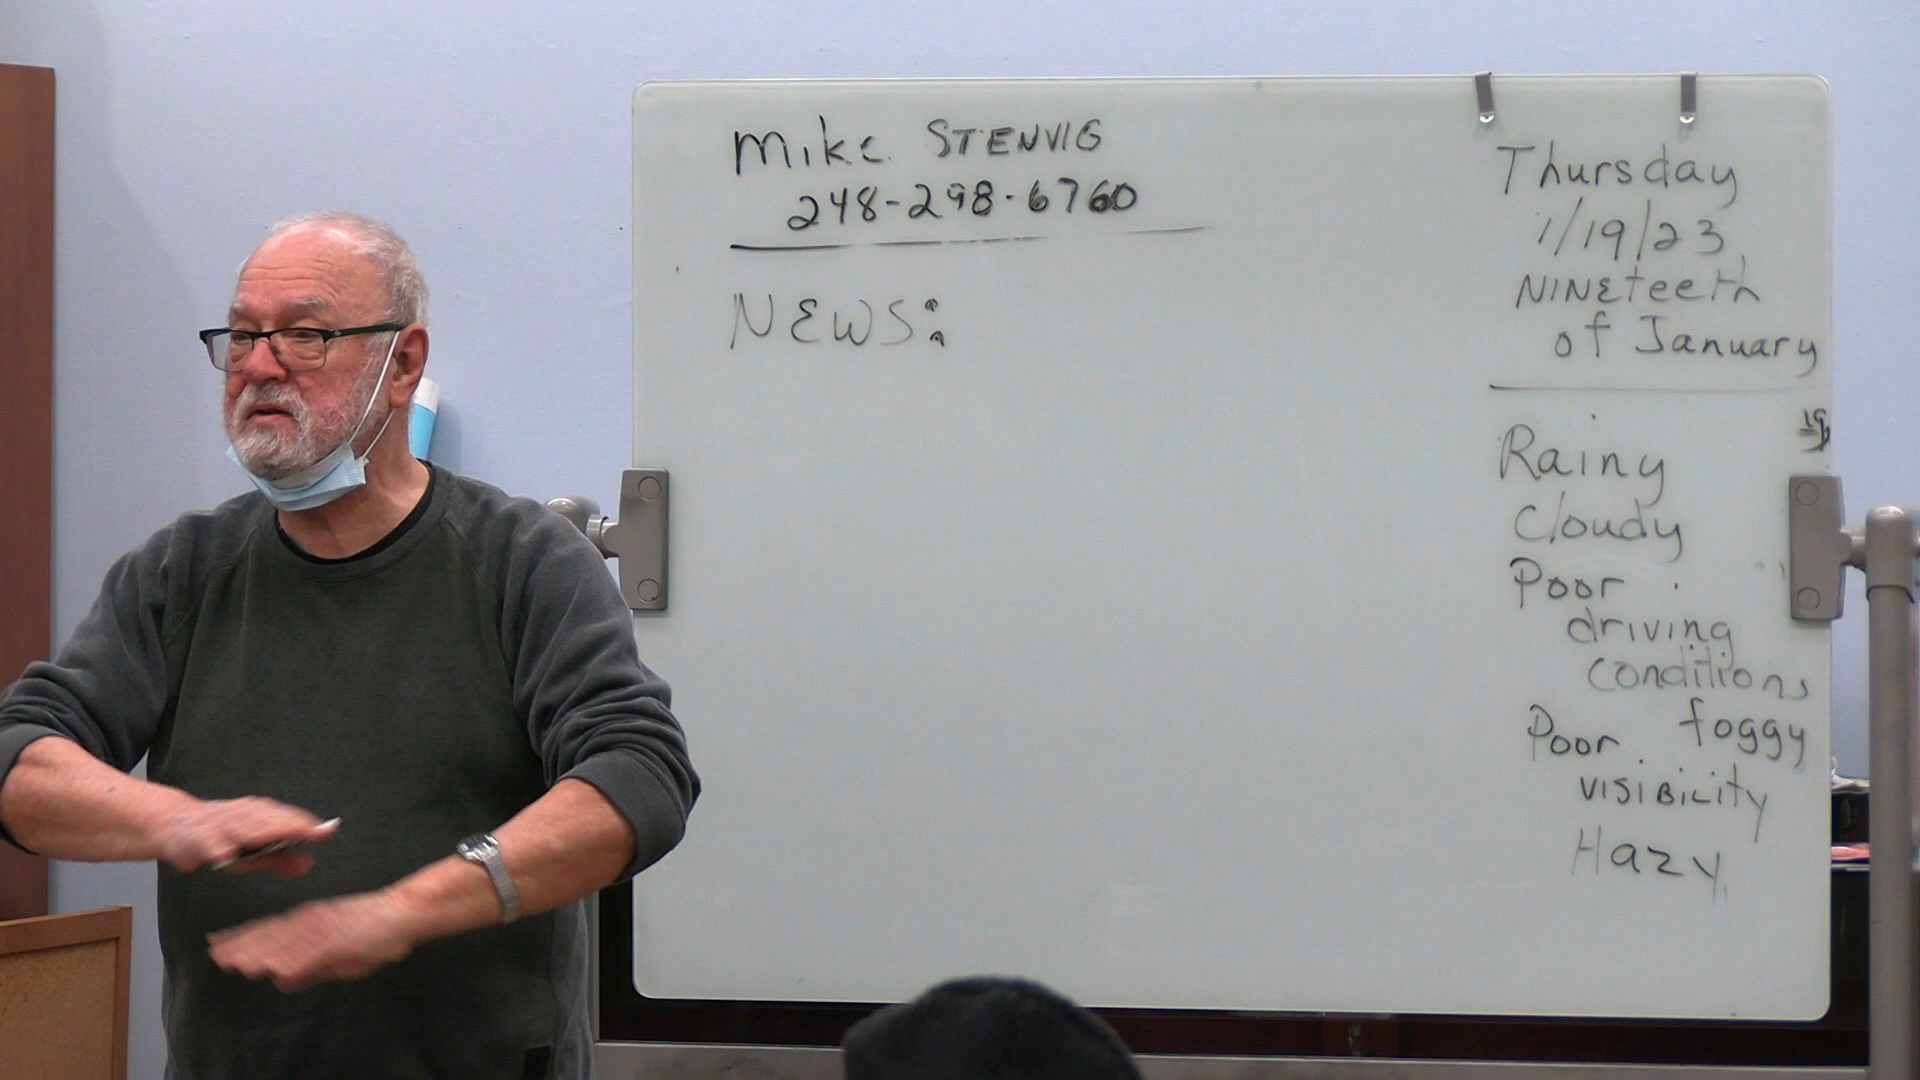 Mike STENVIG
248-298-6760
NEWS:
Thursday
1/19/23
NINEteeth
of January
19
Rainy
Cloudy
Poor
driving
conditions
foggy
Poor
visibility
Hazy